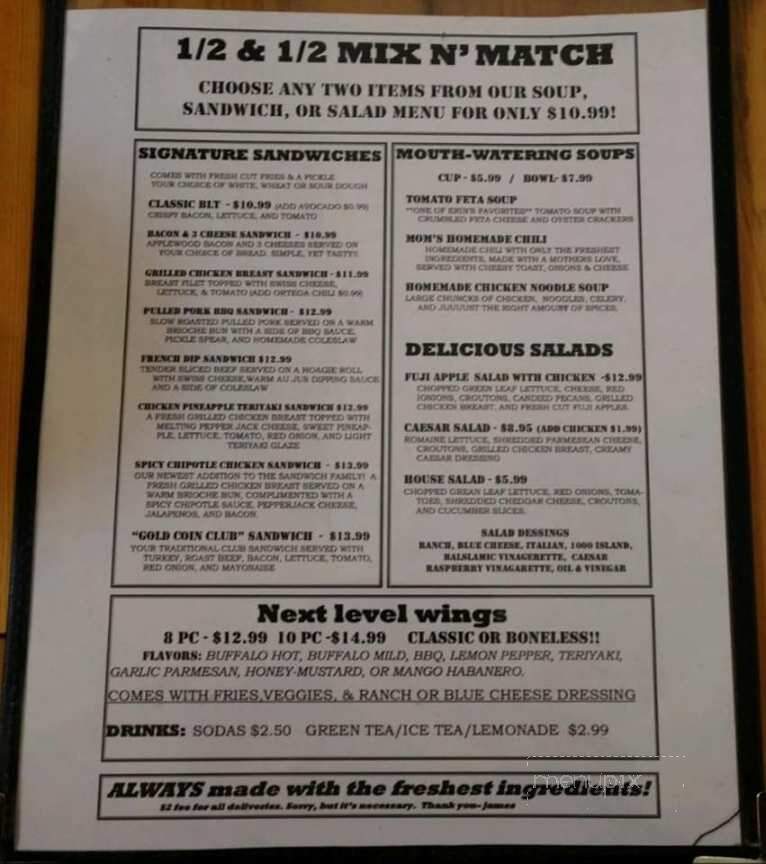 1/2 & 1/2 MIX N' MATCH
CHOOSE ANY TWO ITEMS FROM OUR SOUP,
SANDWICH, OR SALAD MENU FOR ONLY $10.99!
SIGNATURE SANDWICHES
COMES WITH FRESH CUT FRIES & A PICKLE
YOUR CHOICE OF WHITE, WHEAT OR SOUR DOUGH
CLASSIC BLT - $10.99 (ADD AVOCADO $0.99)
CRISPY BACON, LETTUCE, AND TOMATO
BACON & 3 CHEESE SANDWICH - $10.99
APPLEWOOD BACON AND 3 CHEESES SERVED ON
YOUR CHOICE OF BREAD. SIMPLE, YET TASTY!
GRILLED CHICKEN BREAST SANDWICH - $11.99
BREAST FILET TOPPED WITH SWISS CHEESE,
LETTUCE, & TOMATO (ADD ORTEGA CHILI $0.99)
PULLED PORK BBQ SANDWICH - $12.99
SLOW ROASTED PULLED PORK SERVED ON A WARM
BRIOCHE BUN WITH A SIDE OF BBQ SAUCE,
PICKLE SPEAR, AND HOMEMADE COLESLAW
FRENCH DIP SANDWICH $12.99
TENDER SLICED BEEF SERVED ON A HOAGIE ROLL
WITH SWISS CHEESE,WARM AU JUS DIPPING SAUCE
AND A SIDE OF COLESLAW
CHICKEN PINEAPPLE TERIYAKI SANDWICH $12.99
A FRESH GRILLED CHICKEN BREAST TOPPED WITH
MELTING PEPPER JACK CHEESE, SWEET PINEAP-
PLE, LETTUCE, TOMATO, RED ONION, AND LIGHT
TERIYAKI GLAZE
SPICY CHIPOTLE CHICKEN SANDWICH - $13.99
OUR NEWEST ADDITION TO THE SANDWICH FAMILY! A
FRESH GRILLED CHICKEN BREAST SERVED ON A
WARM BRIOCHE BUN, COMPLIMENTED WITH A
SPICY CHIPOTLE SAUCE, PEPPERJACK CHEESE,
JALAPENOS, AND BACON.
"GOLD COIN CLUB" SANDWICH - $13.99
YOUR TRADITIONAL CLUB SANDWICH SERVED WITH
TURKEY, ROAST BEEF, BACON, LETTUCE, TOMATO,
RED ONION, AND MAYONAISE
MOUTH-WATERING SOUPS
CUP - $5.99 / BOWL- $7.99
TOMATO FETA SOUP
**ONE OF ERIN'S FAVORITES** TOMATO SOUP WITH
CRUMBLED FETA CHEESE AND OYSTER CRACKERS
MOM'S HOMEMADE CHILI
HOMEMADE CHILI WITH ONLY THE FRESHEST
INGREDIENTS, MADE WITH A MOTHERS LOVE,
SERVED WITH CHEESY TOAST, ONIONS & CHEESE
HOMEMADE CHICKEN NOODLE SOUP
LARGE CHUNCKS OF CHICKEN, NOODLES, CELERY,
AND JUUUUST THE RIGHT AMOUNT OF SPICES.
DELICIOUS SALADS
FUJI APPLE SALAD WITH CHICKEN -$12.99
CHOPPED GREEN LEAF LETTUCE, CHEESE, RED
IONIONS, CROUTONS, CANDIED PECANS, GRILLED
CHICKEN BREAST, AND FRESH CUT FUJI APPLES.
CAESAR SALAD - $8.95 (ADD CHICKEN $1.99)
ROMAINE LETTUCE, SHREDDED PARMESEAN CHEESE,
CROUTONS, GRILLED CHICKEN BREAST, CREAMY
CAESAR DRESSING
HOUSE SALAD - $5.99
CHOPPED GREAN LEAF LETTUCE, RED ONIONS, TOMA-
TOES, SHREDDED CHEDDAR CHEESE, CROUTONS,
AND CUCUMBER SLICES.
SALAD DESSINGS
RANCH, BLUE CHEESE, ITALIAN, 1000 ISLAND,
BALSLAMIC VINAGERETTE, CAESAR
RASPBERRY VINAGARETTE, OIL & VINEGAR
Next level wings
8 PC - $12.99 10 PC -$14.99 CLASSIC OR BONELESS!!
FLAVORS: BUFFALO HOT, BUFFALO MILD, BBQ, LEMON PEPPER, TERIYAKI,
GARLIC PARMESAN, HONEY-MUSTARD, OR MANGO HABANERO.
COMES WITH FRIES,VEGGIES, & RANCH OR BLUE CHEESE DRESSING
DRINKS: SODAS $2.50 GREEN TEA/ICE TEA/LEMONADE $2.99
menupix
ALWAYS made with the freshest ingredients!
$2 fee for all deliveries. Sorry, but it's necessary. Thank you- James